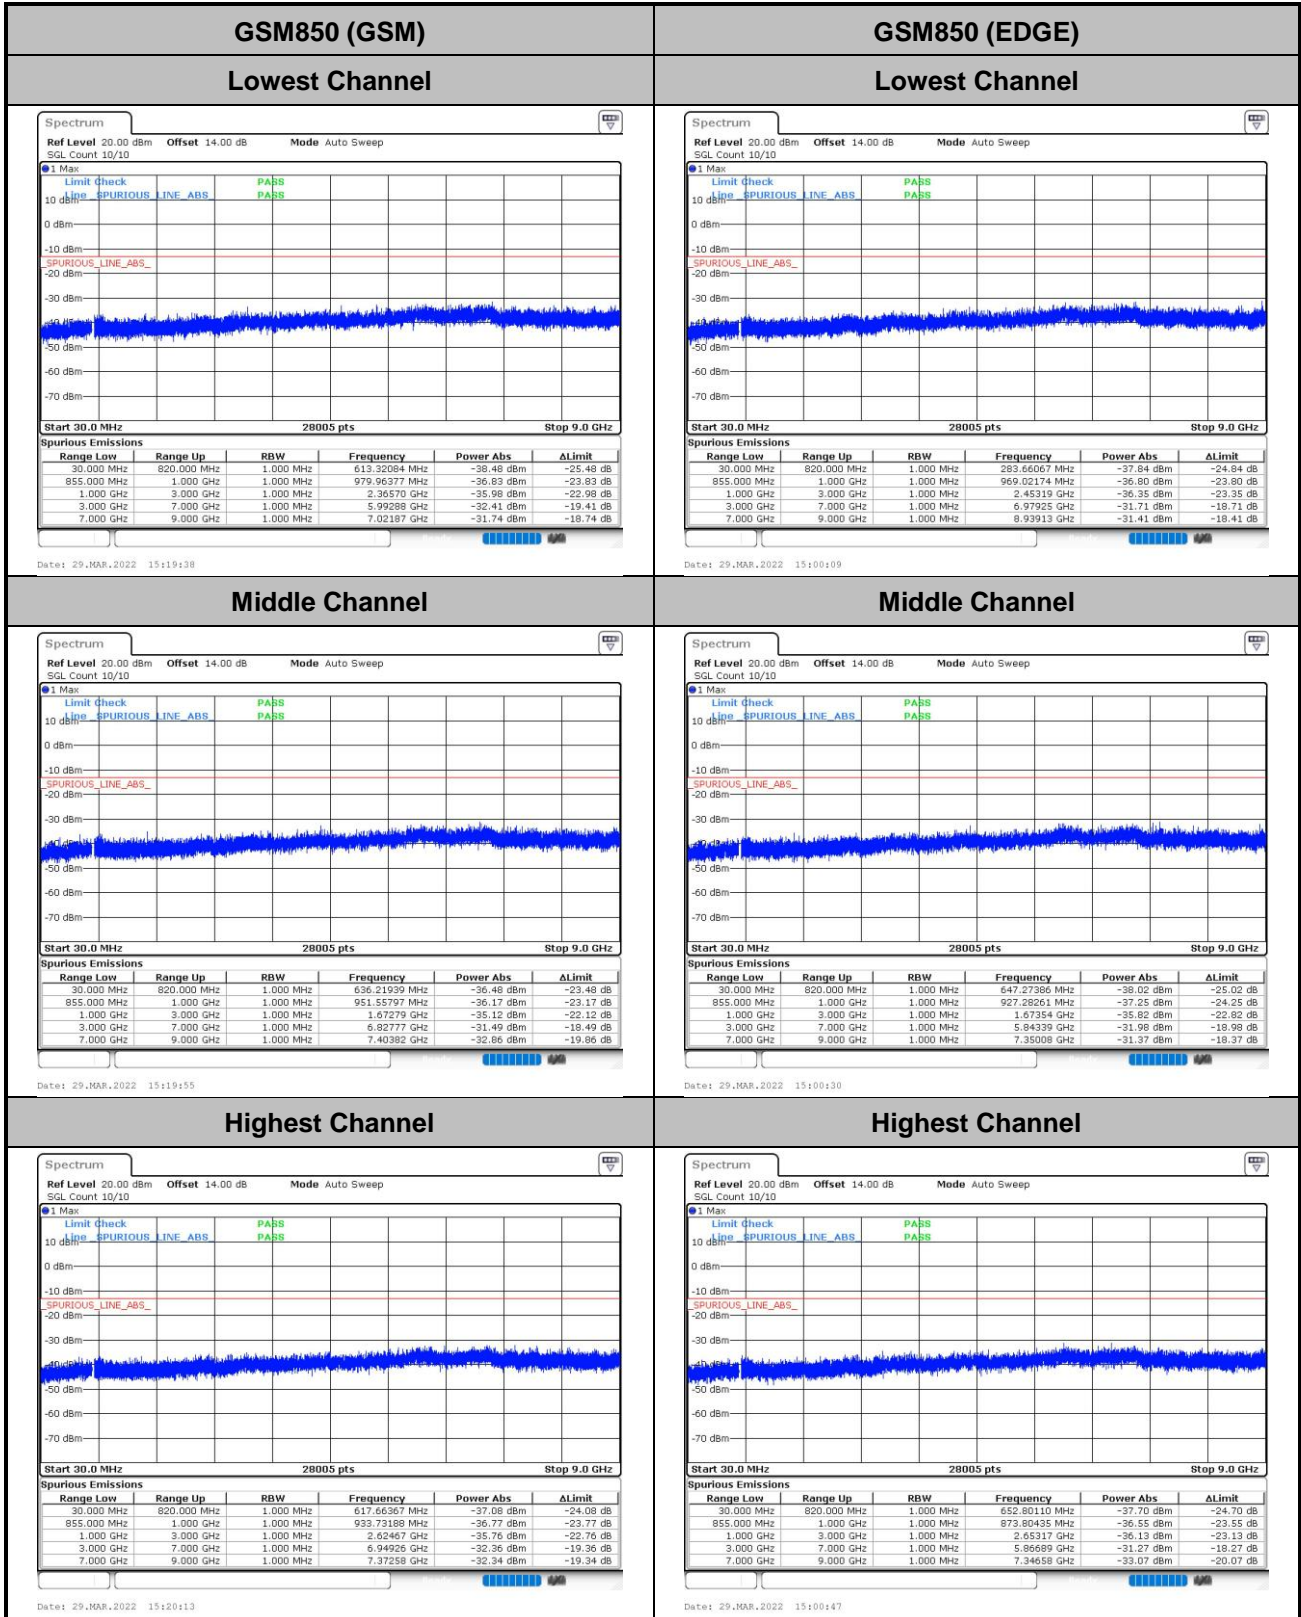 GSM850 (GSM) GSM850 (EDGE)
Lowest Channel Lowest Channel
Spectrum
Ref Level 20.00 dBm Offset 14.00 dB Mode Auto Sweep
SGL Count 10/10
1 Max
Limit Check PASS
Line _SPURIOUS_LINE_ABS_ PASS
10 dBm
0 dBm
-10 dBm
_SPURIOUS_LINE_ABS_
-20 dBm
-30 dBm
-40 dBm
-50 dBm
-60 dBm
-70 dBm
Start 30.0 MHz 28005 pts Stop 9.0 GHz
Spurious Emissions
Range Low Range Up RBW Frequency Power Abs ΔLimit
30.000 MHz 820.000 MHz 1.000 MHz 613.32084 MHz -38.48 dBm -25.48 dB
855.000 MHz 1.000 GHz 1.000 MHz 979.96377 MHz -36.83 dBm -23.83 dB
1.000 GHz 3.000 GHz 1.000 MHz 2.36570 GHz -35.98 dBm -22.98 dB
3.000 GHz 7.000 GHz 1.000 MHz 5.99288 GHz -32.41 dBm -19.41 dB
7.000 GHz 9.000 GHz 1.000 MHz 7.02187 GHz -31.74 dBm -18.74 dB
Date: 29.MAR.2022 15:19:38
Spectrum
Ref Level 20.00 dBm Offset 14.00 dB Mode Auto Sweep
SGL Count 10/10
1 Max
Limit Check PASS
Line _SPURIOUS_LINE_ABS_ PASS
10 dBm
0 dBm
-10 dBm
_SPURIOUS_LINE_ABS_
-20 dBm
-30 dBm
-40 dBm
-50 dBm
-60 dBm
-70 dBm
Start 30.0 MHz 28005 pts Stop 9.0 GHz
Spurious Emissions
Range Low Range Up RBW Frequency Power Abs ΔLimit
30.000 MHz 820.000 MHz 1.000 MHz 283.66067 MHz -37.84 dBm -24.84 dB
855.000 MHz 1.000 GHz 1.000 MHz 969.02174 MHz -36.80 dBm -23.80 dB
1.000 GHz 3.000 GHz 1.000 MHz 2.45319 GHz -36.35 dBm -23.35 dB
3.000 GHz 7.000 GHz 1.000 MHz 6.97925 GHz -31.71 dBm -18.71 dB
7.000 GHz 9.000 GHz 1.000 MHz 8.93913 GHz -31.41 dBm -18.41 dB
Date: 29.MAR.2022 15:00:09
Middle Channel Middle Channel
Spectrum
Ref Level 20.00 dBm Offset 14.00 dB Mode Auto Sweep
SGL Count 10/10
1 Max
Limit Check PASS
Line _SPURIOUS_LINE_ABS_ PASS
10 dBm
0 dBm
-10 dBm
_SPURIOUS_LINE_ABS_
-20 dBm
-30 dBm
-40 dBm
-50 dBm
-60 dBm
-70 dBm
Start 30.0 MHz 28005 pts Stop 9.0 GHz
Spurious Emissions
Range Low Range Up RBW Frequency Power Abs ΔLimit
30.000 MHz 820.000 MHz 1.000 MHz 636.21939 MHz -36.48 dBm -23.48 dB
855.000 MHz 1.000 GHz 1.000 MHz 951.55797 MHz -36.17 dBm -23.17 dB
1.000 GHz 3.000 GHz 1.000 MHz 1.67279 GHz -35.12 dBm -22.12 dB
3.000 GHz 7.000 GHz 1.000 MHz 6.82777 GHz -31.49 dBm -18.49 dB
7.000 GHz 9.000 GHz 1.000 MHz 7.40382 GHz -32.86 dBm -19.86 dB
Date: 29.MAR.2022 15:19:55
Spectrum
Ref Level 20.00 dBm Offset 14.00 dB Mode Auto Sweep
SGL Count 10/10
1 Max
Limit Check PASS
Line _SPURIOUS_LINE_ABS_ PASS
10 dBm
0 dBm
-10 dBm
_SPURIOUS_LINE_ABS_
-20 dBm
-30 dBm
-40 dBm
-50 dBm
-60 dBm
-70 dBm
Start 30.0 MHz 28005 pts Stop 9.0 GHz
Spurious Emissions
Range Low Range Up RBW Frequency Power Abs ΔLimit
30.000 MHz 820.000 MHz 1.000 MHz 647.27386 MHz -38.02 dBm -25.02 dB
855.000 MHz 1.000 GHz 1.000 MHz 927.28261 MHz -37.25 dBm -24.25 dB
1.000 GHz 3.000 GHz 1.000 MHz 1.67354 GHz -35.82 dBm -22.82 dB
3.000 GHz 7.000 GHz 1.000 MHz 5.84339 GHz -31.98 dBm -18.98 dB
7.000 GHz 9.000 GHz 1.000 MHz 7.35008 GHz -31.37 dBm -18.37 dB
Date: 29.MAR.2022 15:00:30
Highest Channel Highest Channel
Spectrum
Ref Level 20.00 dBm Offset 14.00 dB Mode Auto Sweep
SGL Count 10/10
1 Max
Limit Check PASS
Line _SPURIOUS_LINE_ABS_ PASS
10 dBm
0 dBm
-10 dBm
_SPURIOUS_LINE_ABS_
-20 dBm
-30 dBm
-40 dBm
-50 dBm
-60 dBm
-70 dBm
Start 30.0 MHz 28005 pts Stop 9.0 GHz
Spurious Emissions
Range Low Range Up RBW Frequency Power Abs ΔLimit
30.000 MHz 820.000 MHz 1.000 MHz 617.66367 MHz -37.08 dBm -24.08 dB
855.000 MHz 1.000 GHz 1.000 MHz 933.73188 MHz -36.77 dBm -23.77 dB
1.000 GHz 3.000 GHz 1.000 MHz 2.62467 GHz -35.76 dBm -22.76 dB
3.000 GHz 7.000 GHz 1.000 MHz 6.94926 GHz -32.36 dBm -19.36 dB
7.000 GHz 9.000 GHz 1.000 MHz 7.37258 GHz -32.34 dBm -19.34 dB
Date: 29.MAR.2022 15:20:13
Spectrum
Ref Level 20.00 dBm Offset 14.00 dB Mode Auto Sweep
SGL Count 10/10
1 Max
Limit Check PASS
Line _SPURIOUS_LINE_ABS_ PASS
10 dBm
0 dBm
-10 dBm
_SPURIOUS_LINE_ABS_
-20 dBm
-30 dBm
-40 dBm
-50 dBm
-60 dBm
-70 dBm
Start 30.0 MHz 28005 pts Stop 9.0 GHz
Spurious Emissions
Range Low Range Up RBW Frequency Power Abs ΔLimit
30.000 MHz 820.000 MHz 1.000 MHz 652.80110 MHz -37.70 dBm -24.70 dB
855.000 MHz 1.000 GHz 1.000 MHz 873.80435 MHz -36.55 dBm -23.55 dB
1.000 GHz 3.000 GHz 1.000 MHz 2.65317 GHz -36.13 dBm -23.13 dB
3.000 GHz 7.000 GHz 1.000 MHz 5.86689 GHz -31.27 dBm -18.27 dB
7.000 GHz 9.000 GHz 1.000 MHz 7.34658 GHz -33.07 dBm -20.07 dB
Date: 29.MAR.2022 15:00:47